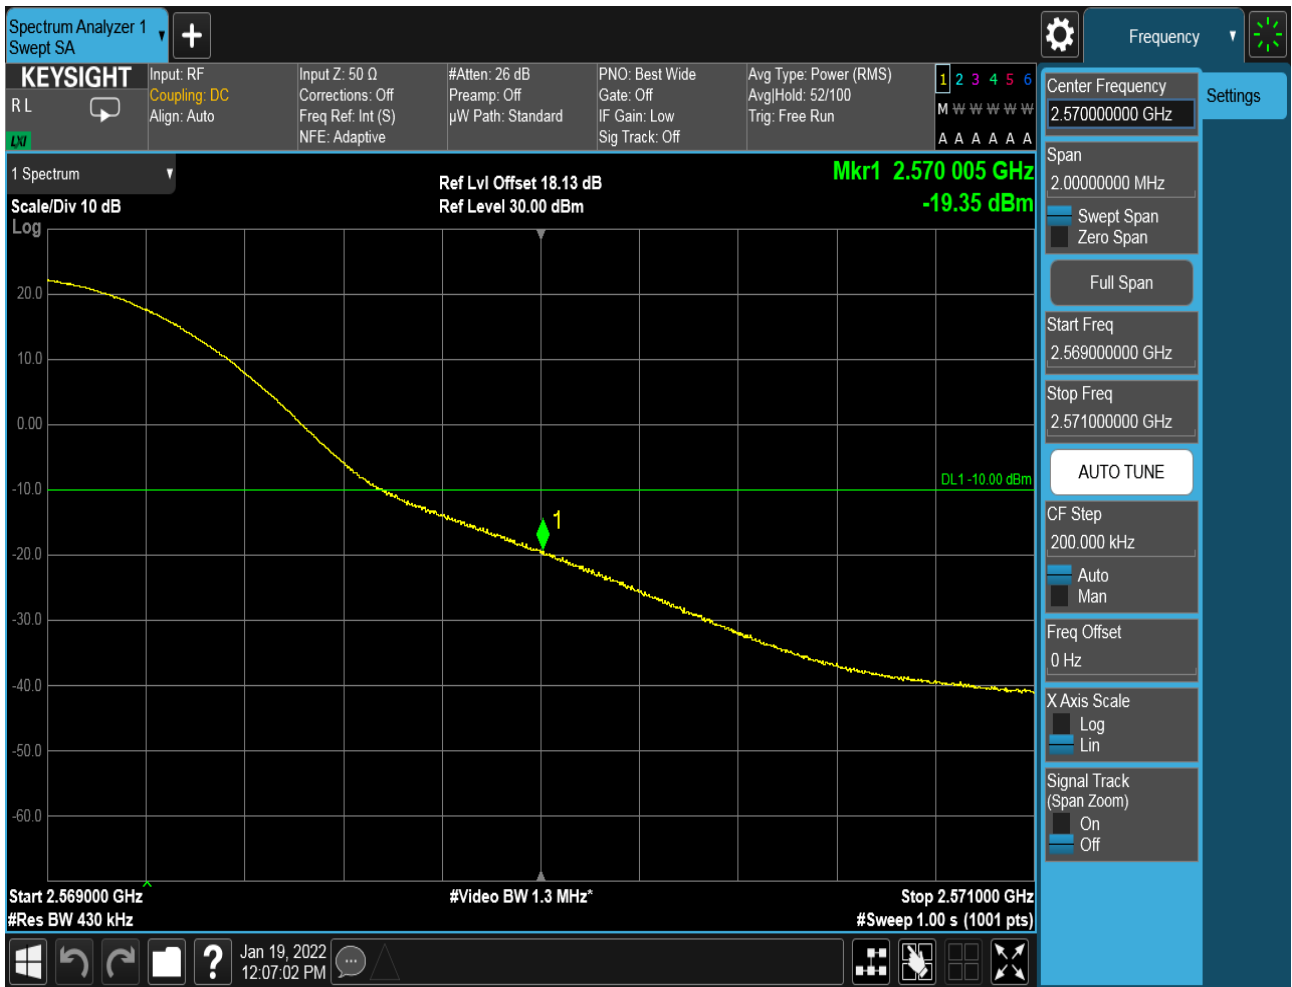 Spectrum Analyzer 1
Swept SA
Frequency
KEYSIGHT
R L
LXI
Input: RF
Coupling: DC
Align: Auto
Input Z: 50 Ω
Corrections: Off
Freq Ref: Int (S)
NFE: Adaptive
#Atten: 26 dB
Preamp: Off
µW Path: Standard
PNO: Best Wide
Gate: Off
IF Gain: Low
Sig Track: Off
Avg Type: Power (RMS)
Avg|Hold: 52/100
Trig: Free Run
1 2 3 4 5 6
M W W W W W
A A A A A A
1 Spectrum
Scale/Div 10 dB
Log
Ref Lvl Offset 18.13 dB
Ref Level 30.00 dBm
Mkr1 2.570 005 GHz
-19.35 dBm
20.0
10.0
0.00
-10.0
-20.0
-30.0
-40.0
-50.0
-60.0
DL1 -10.00 dBm
1
Start 2.569000 GHz
#Res BW 430 kHz
#Video BW 1.3 MHz*
Stop 2.571000 GHz
#Sweep 1.00 s (1001 pts)
Jan 19, 2022
12:07:02 PM
?
Center Frequency
2.570000000 GHz
Settings
Span
2.00000000 MHz
Swept Span
Zero Span
Full Span
Start Freq
2.569000000 GHz
Stop Freq
2.571000000 GHz
AUTO TUNE
CF Step
200.000 kHz
Auto
Man
Freq Offset
0 Hz
X Axis Scale
Log
Lin
Signal Track
(Span Zoom)
On
Off